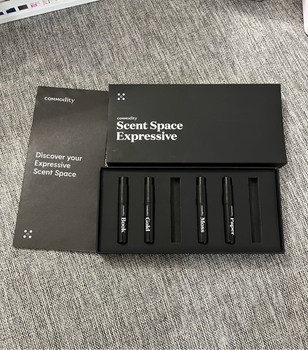 commodity
Discover your
Expressive
Scent Space
commodity
Scent Space
Expressive
Book
Gold
Moss
Paper